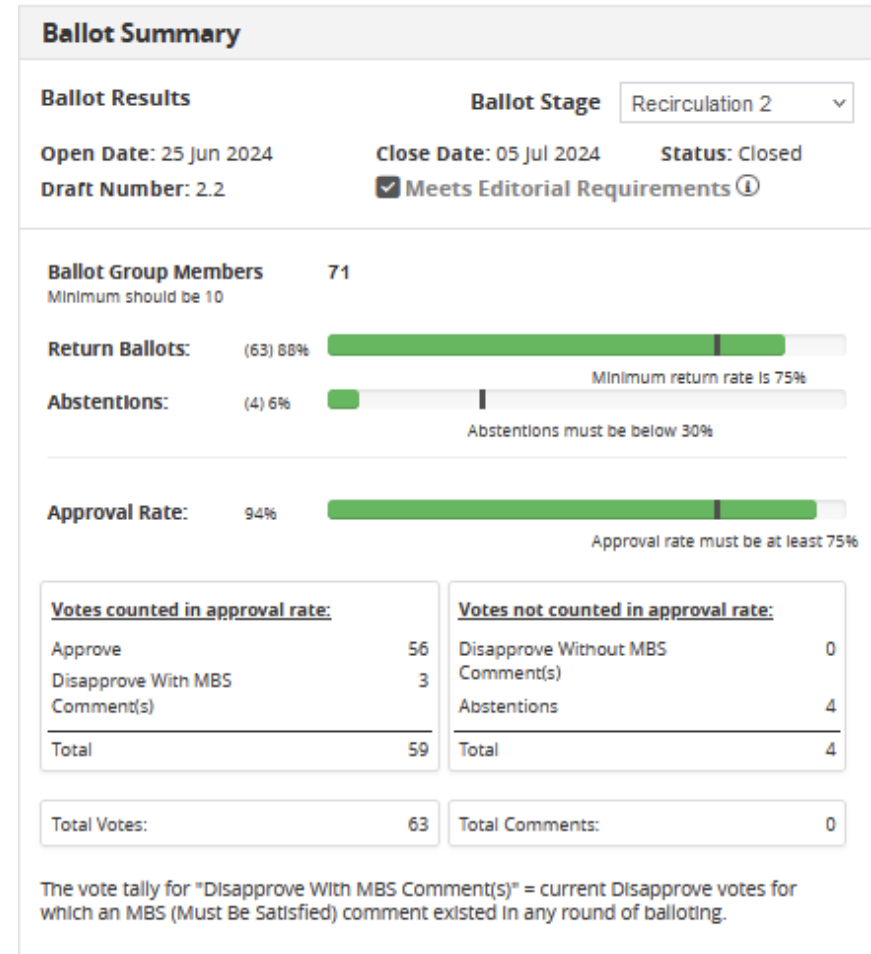 Ballot Summary
Ballot Results
Ballot Stage Recirculation 2
Open Date: 25 Jun 2024 Close Date: 05 Jul 2024 Status: Closed
Draft Number: 2.2 Meets Editorial Requirements
Ballot Group Members 71
Minimum should be 10
Return Ballots: (63) 88%
Minimum return rate is 75%
Abstentions: (4) 6%
Abstentions must be below 30%
Approval Rate: 94%
Approval rate must be at least 75%
Votes counted in approval rate:
Approve 56
Disapprove With MBS 3
Comment(s)
Total 59
Votes not counted in approval rate:
Disapprove Without MBS 0
Comment(s)
Abstentions 4
Total 4
Total Votes: 63
Total Comments: 0
The vote tally for "Disapprove With MBS Comment(s)" = current Disapprove votes for
which an MBS (Must Be Satisfied) comment existed in any round of balloting.